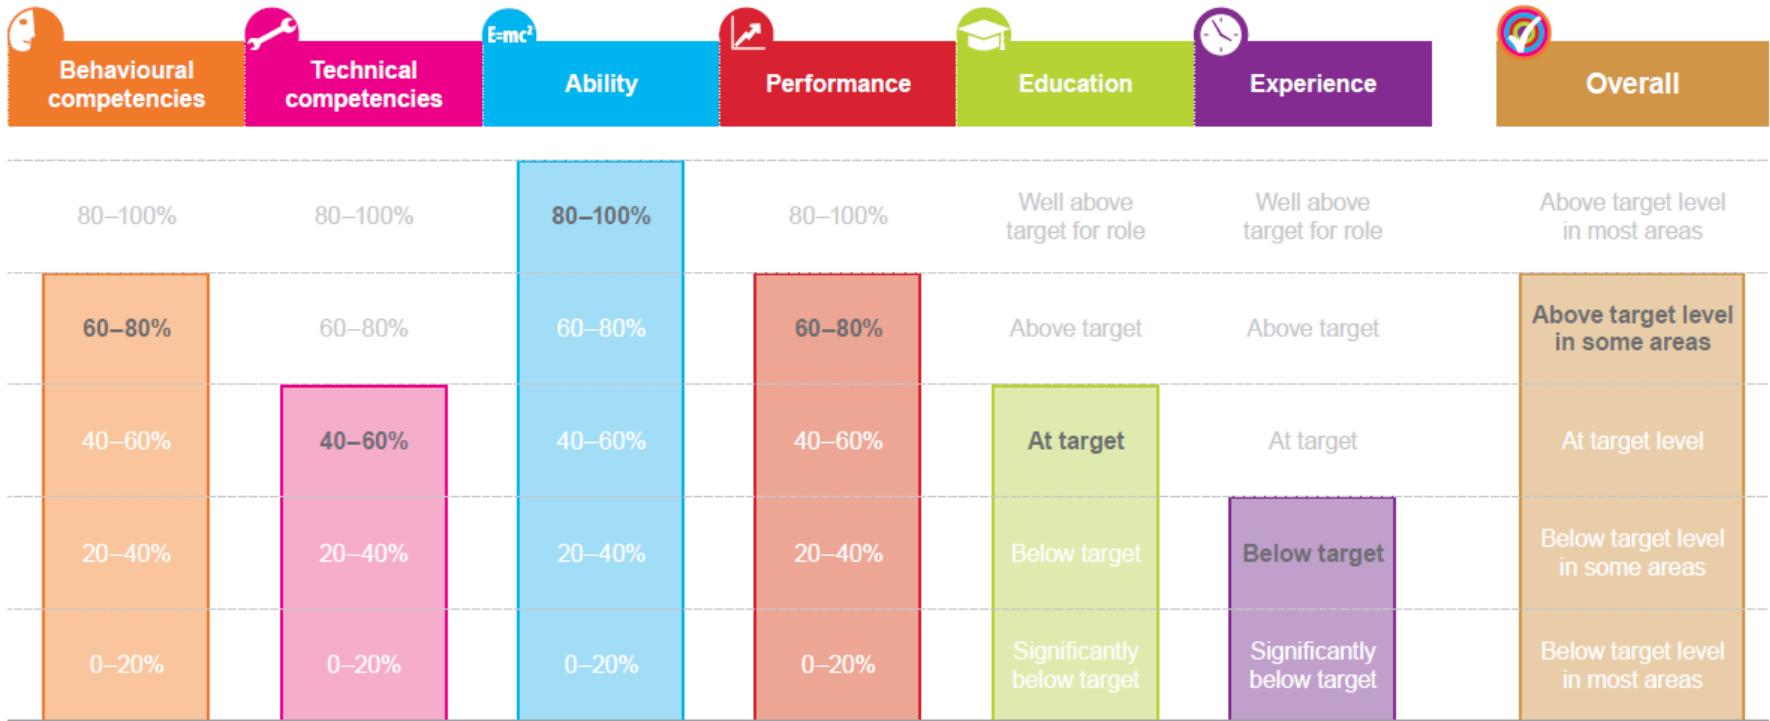 E=mc²
Behavioural
competencies
Technical
competencies
Ability
Performance
Education
Experience
Overall
80–100%
80–100%
80–100%
80–100%
Well above
target for role
Well above
target for role
Above target level
in most areas
60–80%
60–80%
60–80%
60–80%
Above target
Above target
Above target level
in some areas
40–60%
40–60%
40–60%
40–60%
At target
At target
At target level
20–40%
20–40%
20–40%
20–40%
Below target
Below target
Below target level
in some areas
0–20%
0–20%
0–20%
0–20%
Significantly
below target
Significantly
below target
Below target level
in most areas